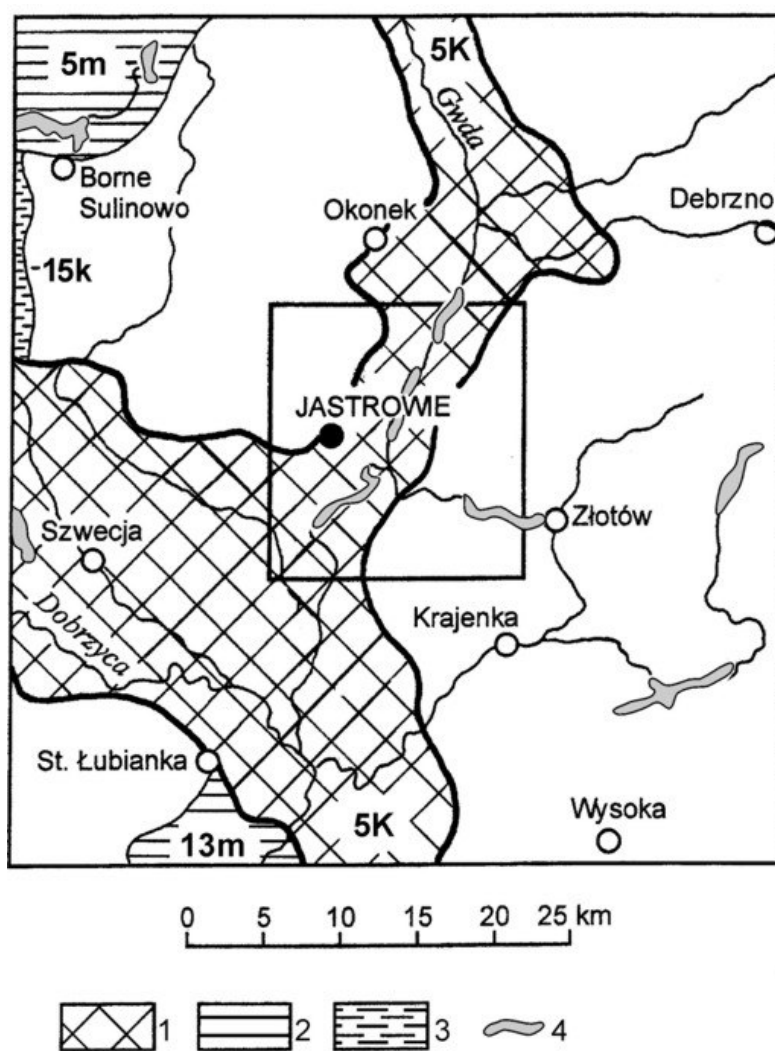 5m
5K
Gwda
Borne
Sulinowo
Okonek
Debrzno
-15k
JASTROWIE
Szwecja
Złotów
Dobrzyca
Krajenka
St. Łubianka
5K
Wysoka
13m
0 5 10 15 20 25 km
1 2 3 4